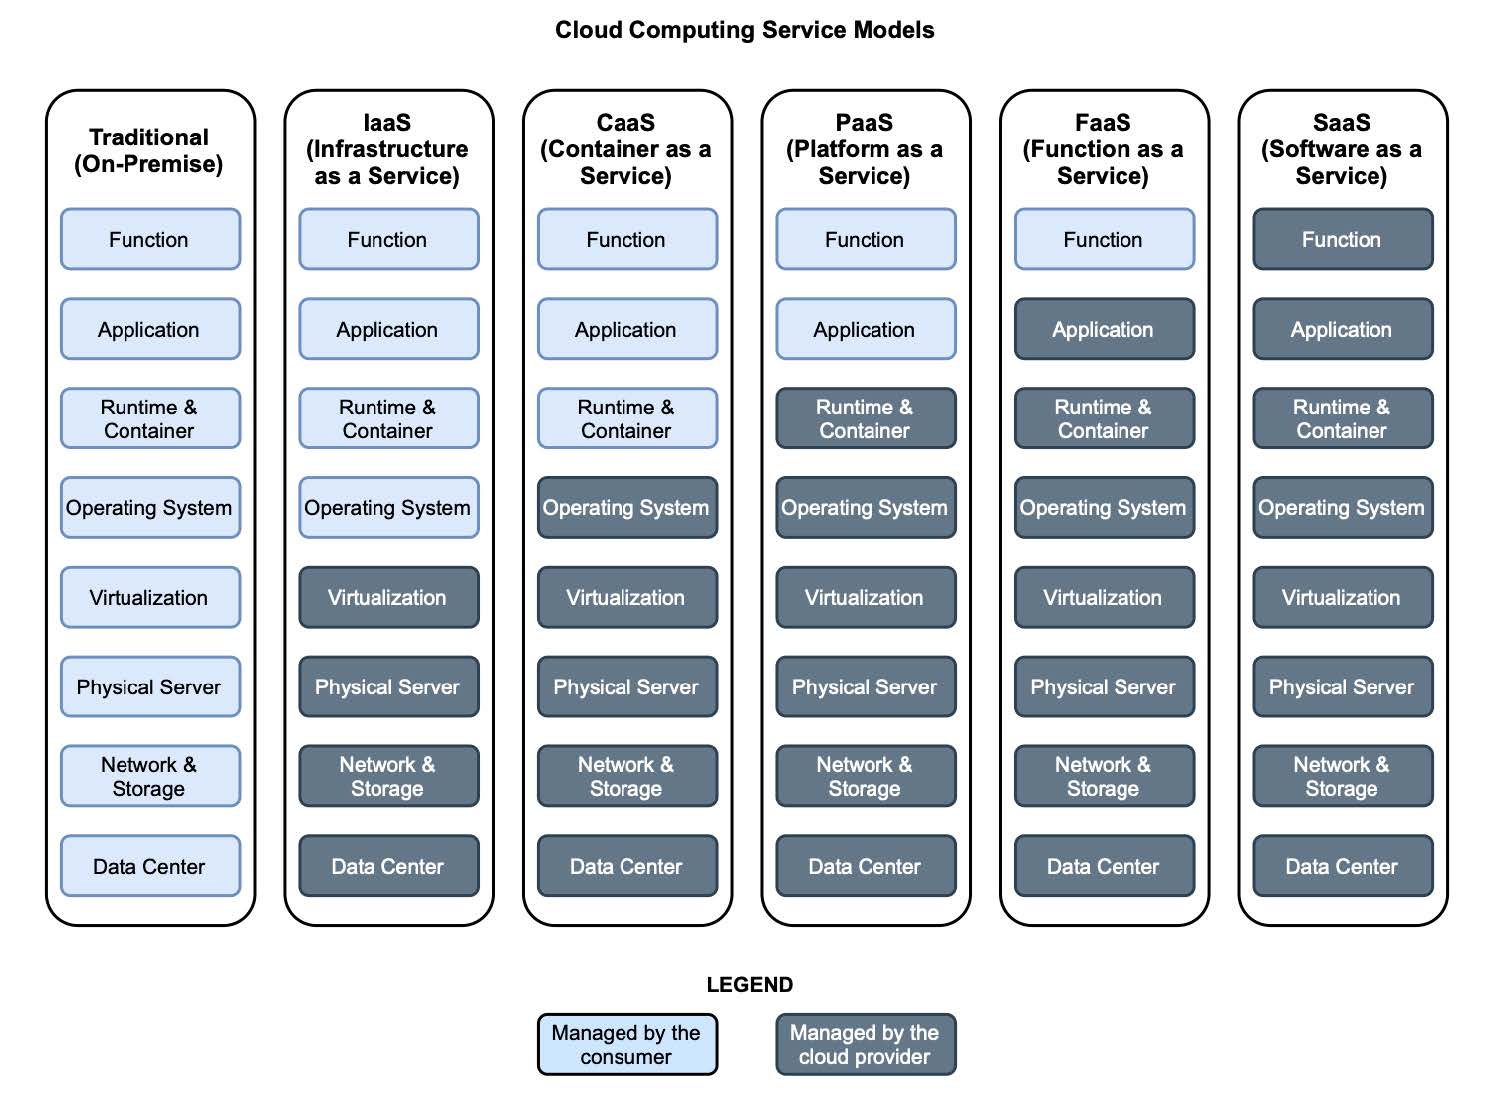 Cloud Computing Service Models
Traditional
(On-Premise)
Function
Application
Runtime &
Container
Operating System
Virtualization
Physical Server
Network &
Storage
Data Center
IaaS
(Infrastructure
as a Service)
Function
Application
Runtime &
Container
Operating System
Virtualization
Physical Server
Network &
Storage
Data Center
CaaS
(Container as a
Service)
Function
Application
Runtime &
Container
Operating System
Virtualization
Physical Server
Network &
Storage
Data Center
PaaS
(Platform as a
Service)
Function
Application
Runtime &
Container
Operating System
Virtualization
Physical Server
Network &
Storage
Data Center
FaaS
(Function as a
Service)
Function
Application
Runtime &
Container
Operating System
Virtualization
Physical Server
Network &
Storage
Data Center
SaaS
(Software as a
Service)
Function
Application
Runtime &
Container
Operating System
Virtualization
Physical Server
Network &
Storage
Data Center
LEGEND
Managed by the
consumer
Managed by the
cloud provider